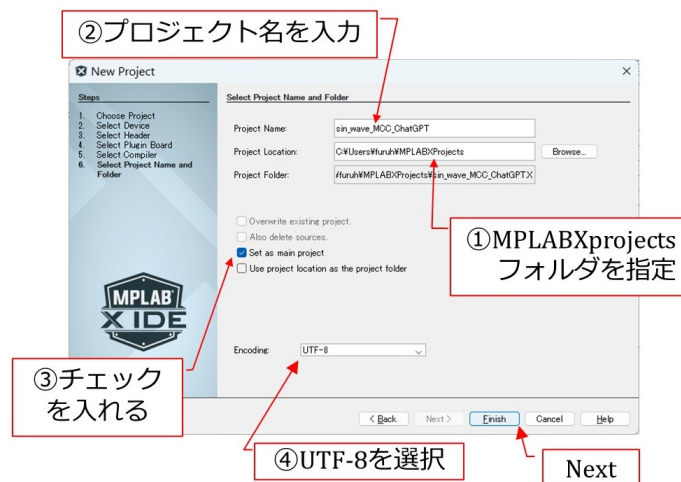 ②プロジェクト名を入力
New Project
×
Steps
1. Choose Project
2. Select Device
3. Select Header
4. Select Plugin Board
5. Select Compiler
6. Select Project Name and
Folder
MPLAB
X IDE
Select Project Name and Folder
Project Name: sin_wave_MCC_ChatGPT
Project Location: C:¥Users¥furuh¥MPLABXProjects Browse...
Project Folder: ¥furuh¥MPLABXProjects¥sin_wave_MCC_ChatGPT.X
Overwrite existing project.
Also delete sources.
Set as main project
Use project location as the project folder
①MPLABXprojects
フォルダを指定
Encoding: UTF-8
③チェック
を入れる
< Back Next > Finish Cancel Help
④UTF-8を選択
Next